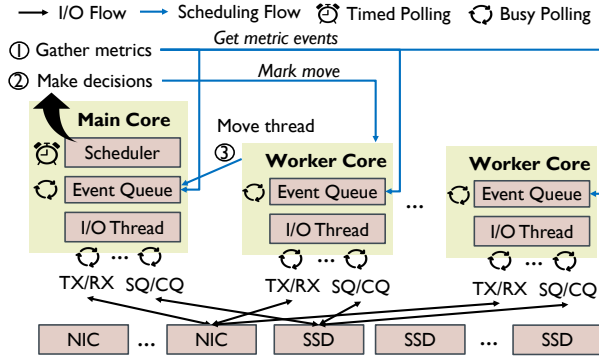 I/O Flow Scheduling Flow Timed Polling Busy Polling
① Gather metrics Get metric events
② Make decisions Mark move
Main Core
Move thread
③
Scheduler
Event Queue
I/O Thread
...
TX/RX SQ/CQ
Worker Core
Event Queue
I/O Thread
...
TX/RX SQ/CQ
...
Worker Core
Event Queue
I/O Thread
...
TX/RX SQ/CQ
NIC ... NIC SSD SSD ... SSD